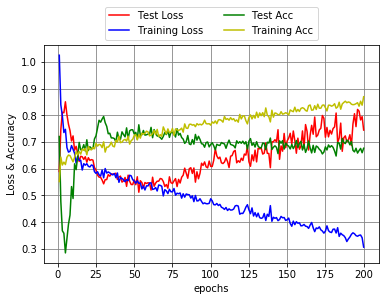 Test Loss
Training Loss
Test Acc
Training Acc
Loss & Accuracy
1.0
0.9
0.8
0.7
0.6
0.5
0.4
0.3
0 25 50 75 100 125 150 175 200
epochs